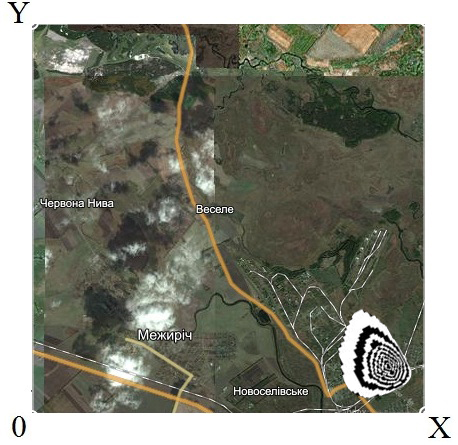 Y
Червона Нива
Веселе
Межиріч
Новоселівське
0
X